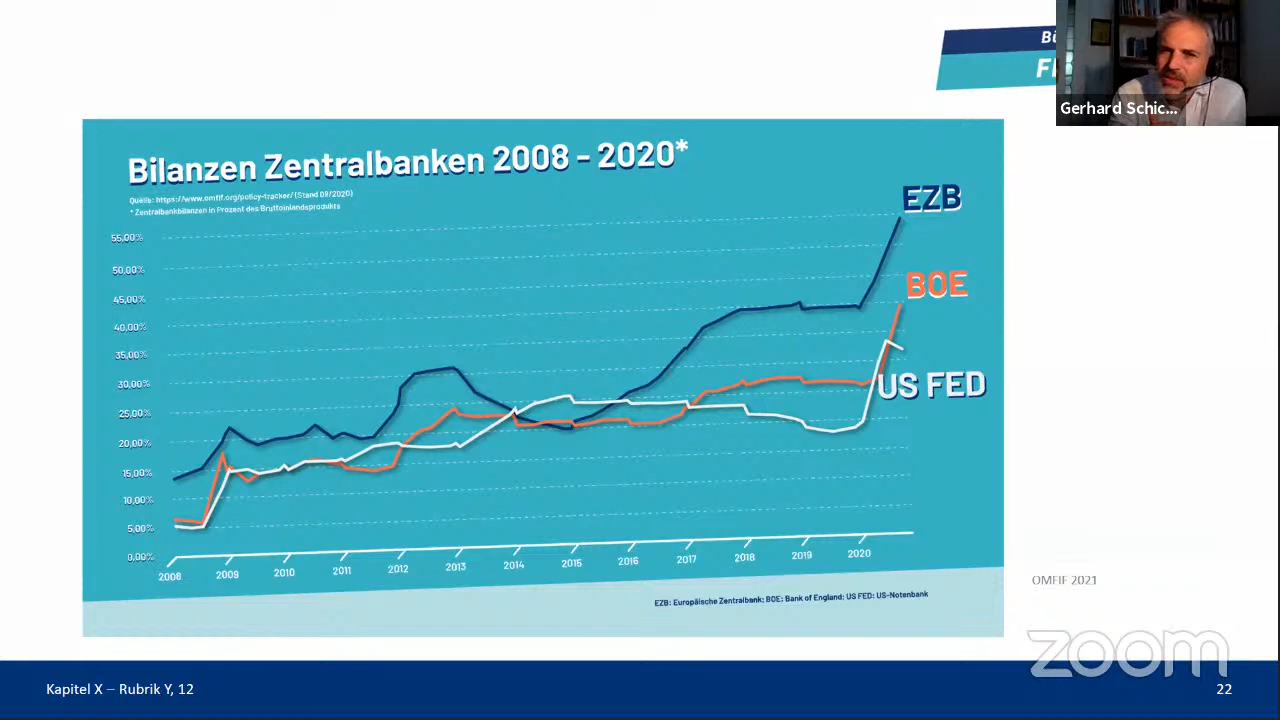 Bü
FI
Gerhard Schic...
Bilanzen Zentralbanken 2008 - 2020*
Quelle: https://www.omfif.org/policy-tracker/ (Stand 09/2020)
* Zentralbankbilanzen in Prozent des Bruttoinlandsprodukts
EZB
BOE
US FED
55,00%
50,00%
45,00%
40,00%
35,00%
30,00%
25,00%
20,00%
15,00%
10,00%
5,00%
0,00%
2008 2009 2010 2011 2012 2013 2014 2015 2016 2017 2018 2019 2020
EZB: Europäische Zentralbank; BOE: Bank of England; US FED: US-Notenbank
OMFIF 2021
zoom
Kapitel X – Rubrik Y, 12
22